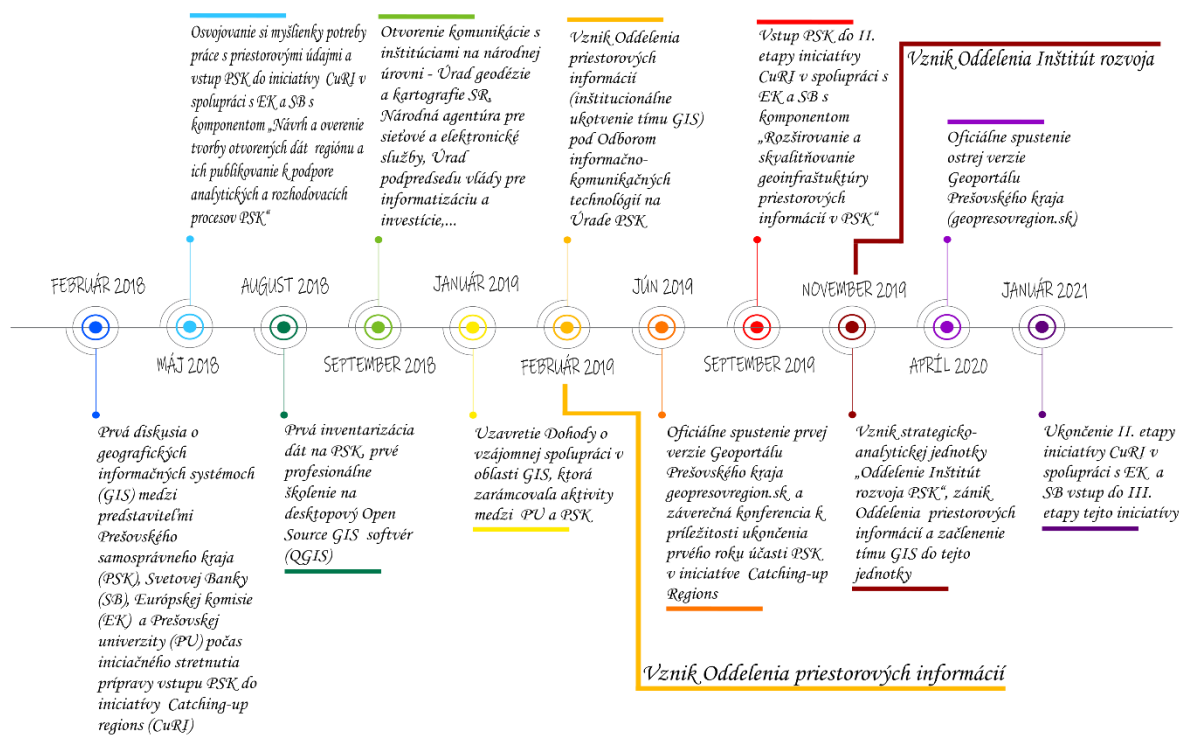 Osvojovanie si myšlienky potreby
práce s priestorovými údajmi a
vstup PSK do iniciatívy CuRI v
spolupráci s EK a SB s
komponentom „Návrh a overenie
tvorby otvorených dát regiónu a
ich publikovanie k podpore
analytických a rozhodovacích
procesov PSK“
Otvorenie komunikácie s
inštitúciami na národnej
úrovni - Úrad geodézie
a kartografie SR,
Národná agentúra pre
sieťové a elektronické
služby, Úrad
podpredsedu vlády pre
informatizáciu a
investície,...
Vznik Oddelenia
priestorových
informácií
(inštitucionálne
ukotvenie tímu GIS)
pod Odborom
informačno-
komunikačných
technológií na
Úrade PSK
Vstup PSK do II.
etapy iniciatívy
CuRI v spolupráci s
EK a SB s
komponentom
„Rozširovanie a
skvalitňovanie
geoinfraštuktúry
priestorových
informácií v PSK“
Vznik Oddelenia Inštitút rozvoja
Oficiálne spustenie
ostrej verzie
Geoportálu
Prešovského kraja
(geopresovregion.sk)
FEBRUÁR 2018
MÁJ 2018
AUGUST 2018
SEPTEMBER 2018
JANUÁR 2019
FEBRUÁR 2019
JÚN 2019
SEPTEMBER 2019
NOVEMBER 2019
APRÍL 2020
JANUÁR 2021
Prvá diskusia o
geografických
informačných systémoch
(GIS) medzi
predstaviteľmi
Prešovského
samosprávneho kraja
(PSK), Svetovej Banky
(SB), Európskej komisie
(EK) a Prešovskej
univerzity (PU) počas
iniciačného stretnutia
prípravy vstupu PSK do
iniciatívy Catching-up
regions (CuRI)
Prvá inventarizácia
dát na PSK, prvé
profesionálne
školenie na
desktopový Open
Source GIS softvér
(QGIS)
Uzavretie Dohody o
vzájomnej spolupráci v
oblasti GIS, ktorá
zarámcovala aktivity
medzi PU a PSK
Oficiálne spustenie prvej
verzie Geoportálu
Prešovského kraja
geopresovregion.sk a
záverečná konferencia k
príležitosti ukončenia
prvého roku účasti PSK
v iniciatíve Catching-up
Regions
Vznik strategicko-
analytickej jednotky
„Oddelenie Inštitút
rozvoja PSK“, zánik
Oddelenia priestorových
informácií a začlenenie
tímu GIS do tejto
jednotky
Ukončenie II. etapy
iniciatívy CuRI v
spolupráci s EK a
SB vstup do III.
etapy tejto iniciatívy
Vznik Oddelenia priestorových informácií